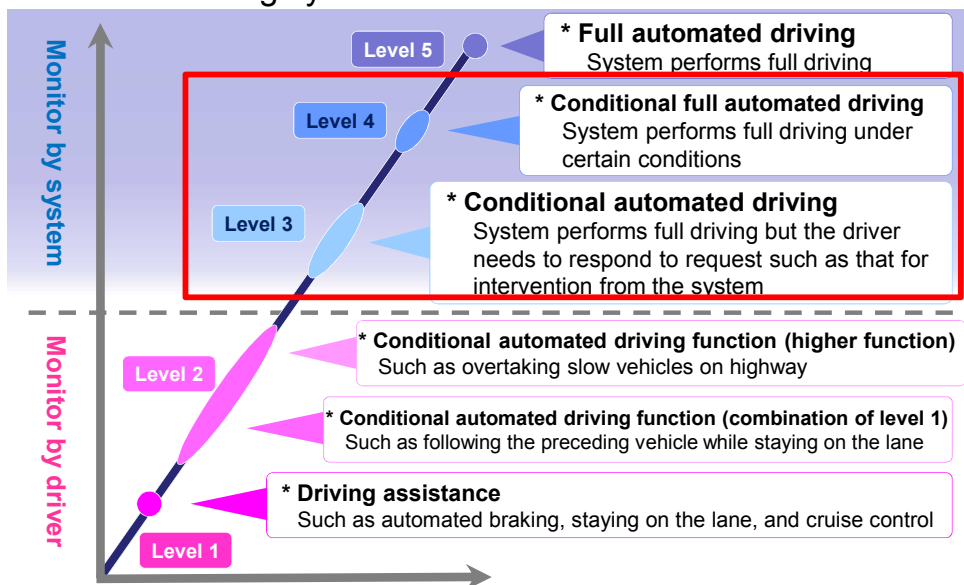 Level 5
* Full automated driving
System performs full driving
Monitor by system
Level 4
* Conditional full automated driving
System performs full driving under
certain conditions
Level 3
* Conditional automated driving
System performs full driving but the driver
needs to respond to request such as that for
intervention from the system
Monitor by driver
Level 2
* Conditional automated driving function (higher function)
Such as overtaking slow vehicles on highway
* Conditional automated driving function (combination of level 1)
Such as following the preceding vehicle while staying on the lane
* Driving assistance
Such as automated braking, staying on the lane, and cruise control
Level 1